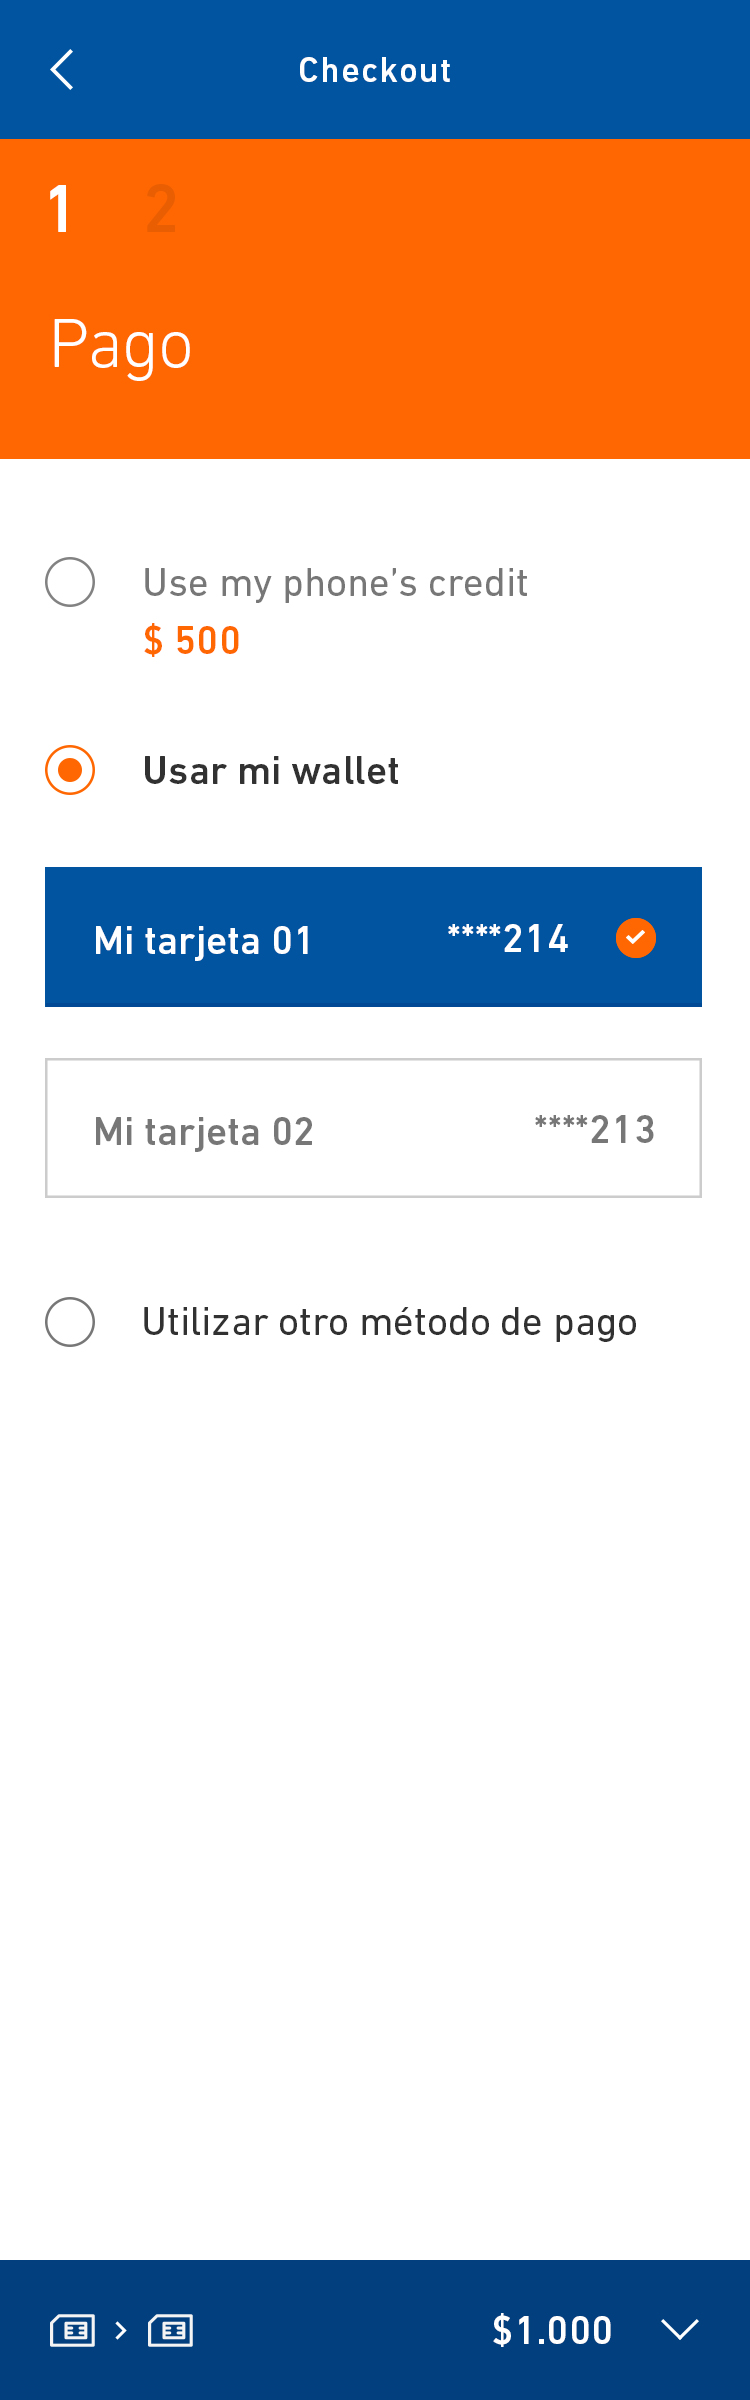 Checkout
1 2
Pago
Use my phone’s credit
$ 500
Usar mi wallet
Mi tarjeta 01 ****214
Mi tarjeta 02 ****213
Utilizar otro método de pago
$1.000